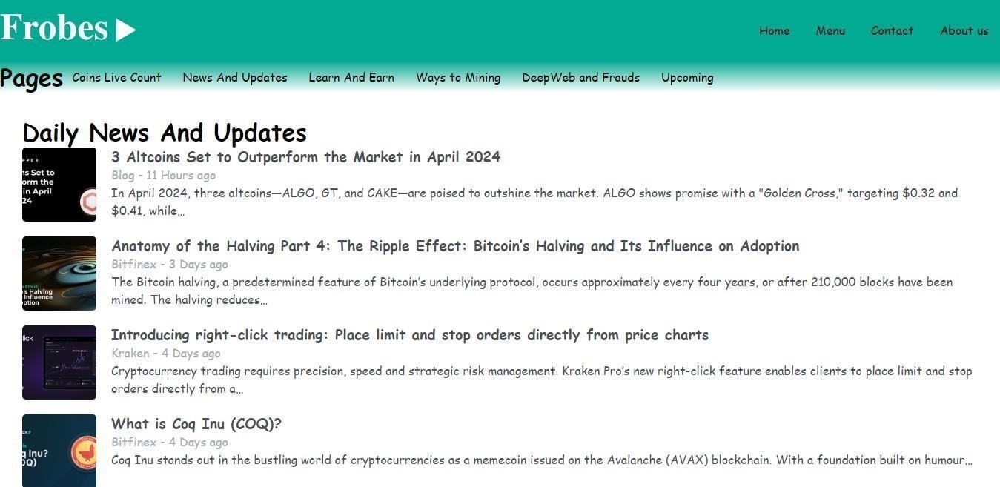 Frobes
Home Menu Contact About us
Pages Coins Live Count News And Updates Learn And Earn Ways to Mining DeepWeb and Frauds Upcoming
Daily News And Updates
3 Altcoins Set to Outperform the Market in April 2024
Blog - 11 Hours ago
In April 2024, three altcoins—ALGO, GT, and CAKE—are poised to outshine the market. ALGO shows promise with a "Golden Cross," targeting $0.32 and
$0.41, while...
PPER
ns Set to
orm the
in April
24
Anatomy of the Halving Part 4: The Ripple Effect: Bitcoin’s Halving and Its Influence on Adoption
Bitfinex - 3 Days ago
The Bitcoin halving, a predetermined feature of Bitcoin’s underlying protocol, occurs approximately every four years, or after 210,000 blocks have been
mined. The halving reduces...
e Effect:
's Halving
Influence
option
Introducing right-click trading: Place limit and stop orders directly from price charts
Kraken - 4 Days ago
Cryptocurrency trading requires precision, speed and strategic risk management. Kraken Pro’s new right-click feature enables clients to place limit and stop
orders directly from a...
lick
What is Coq Inu (COQ)?
Bitfinex - 4 Days ago
Coq Inu stands out in the bustling world of cryptocurrencies as a memecoin issued on the Avalanche (AVAX) blockchain. With a foundation built on humour...
EX
is
q Inu?
OQ)